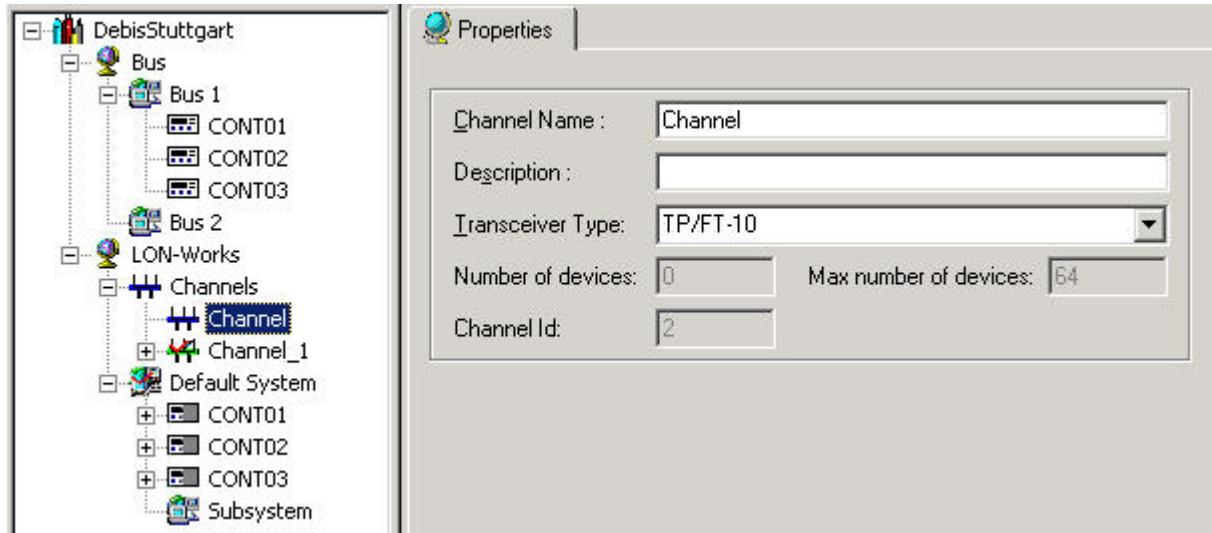 DebisStuttgart
Bus
Bus 1
CONT01
CONT02
CONT03
Bus 2
LON-Works
Channels
Channel
Channel_1
Default System
CONT01
CONT02
CONT03
Subsystem
Properties
Channel Name : Channel
Description :
Transceiver Type: TP/FT-10
Number of devices: 0 Max number of devices: 64
Channel Id: 2